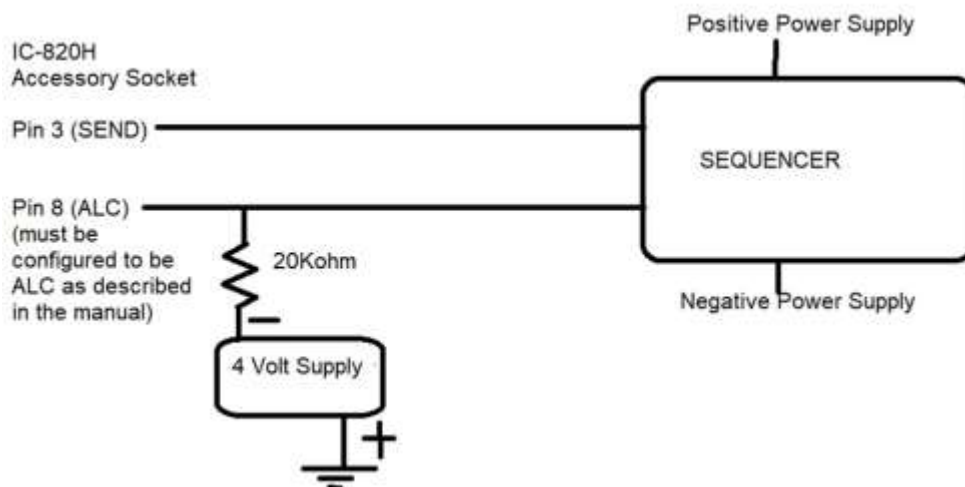 Positive Power Supply
IC-820H
Accessory Socket
Pin 3 (SEND)
SEQUENCER
Pin 8 (ALC)
(must be
configured to be
ALC as described
in the manual)
20Kohm
Negative Power Supply
−
4 Volt Supply
+